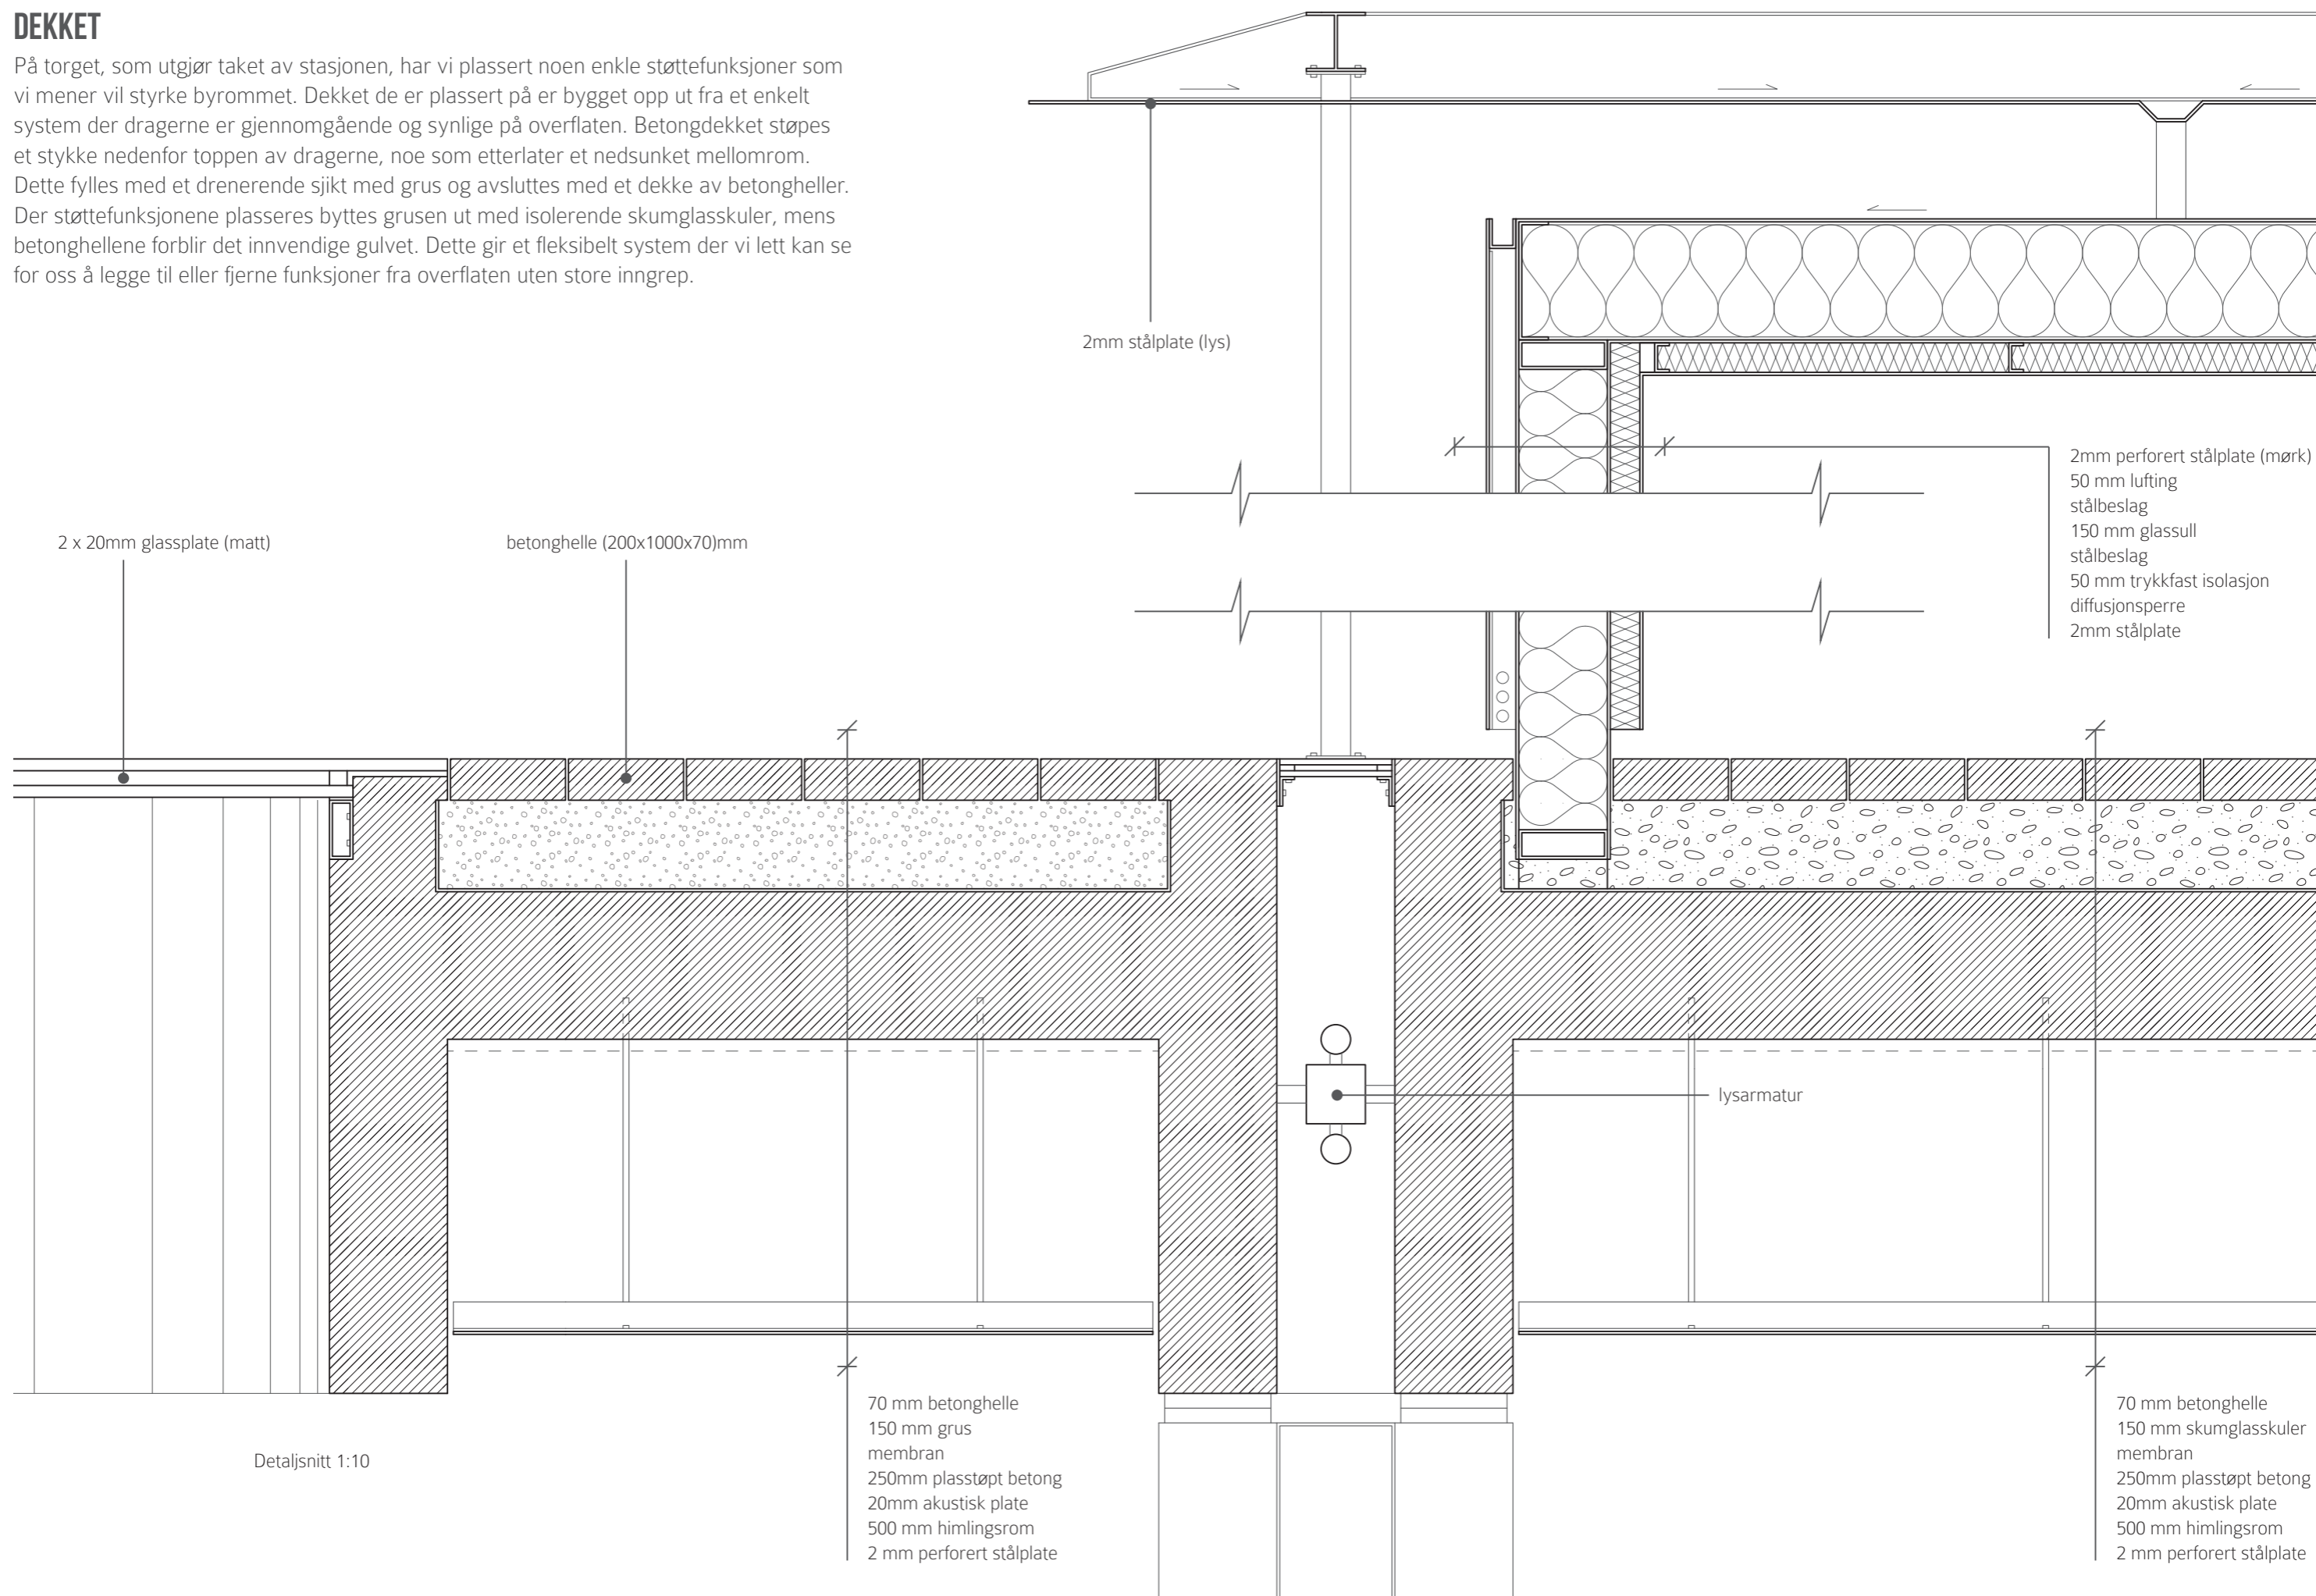 DEKKET
På torget, som utgjør taket av stasjonen, har vi plassert noen enkle støttefunksjoner som
vi mener vil styrke byrommet. Dekket de er plassert på er bygget opp ut fra et enkelt
system der dragerne er gjennomgående og synlige på overflaten. Betongdekket støpes
et stykke nedenfor toppen av dragerne, noe som etterlater et nedsunket mellomrom.
Dette fylles med et drenerende sjikt med grus og avsluttes med et dekke av betongheller.
Der støttefunksjonene plasseres byttes grusen ut med isolerende skumglasskuler, mens
betonghellene forblir det innvendige gulvet. Dette gir et fleksibelt system der vi lett kan se
for oss å legge til eller fjerne funksjoner fra overflaten uten store inngrep.
2mm stålplate (lys)
2mm perforert stålplate (mørk)
50 mm lufting
stålbeslag
150 mm glassull
stålbeslag
50 mm trykkfast isolasjon
diffusjonsperre
2mm stålplate
2 x 20mm glassplate (matt)
betonghelle (200x1000x70)mm
lysarmatur
70 mm betonghelle
150 mm grus
membran
250mm plasstøpt betong
20mm akustisk plate
500 mm himlingsrom
2 mm perforert stålplate
70 mm betonghelle
150 mm skumglasskuler
membran
250mm plasstøpt betong
20mm akustisk plate
500 mm himlingsrom
2 mm perforert stålplate
Detaljsnitt 1:10